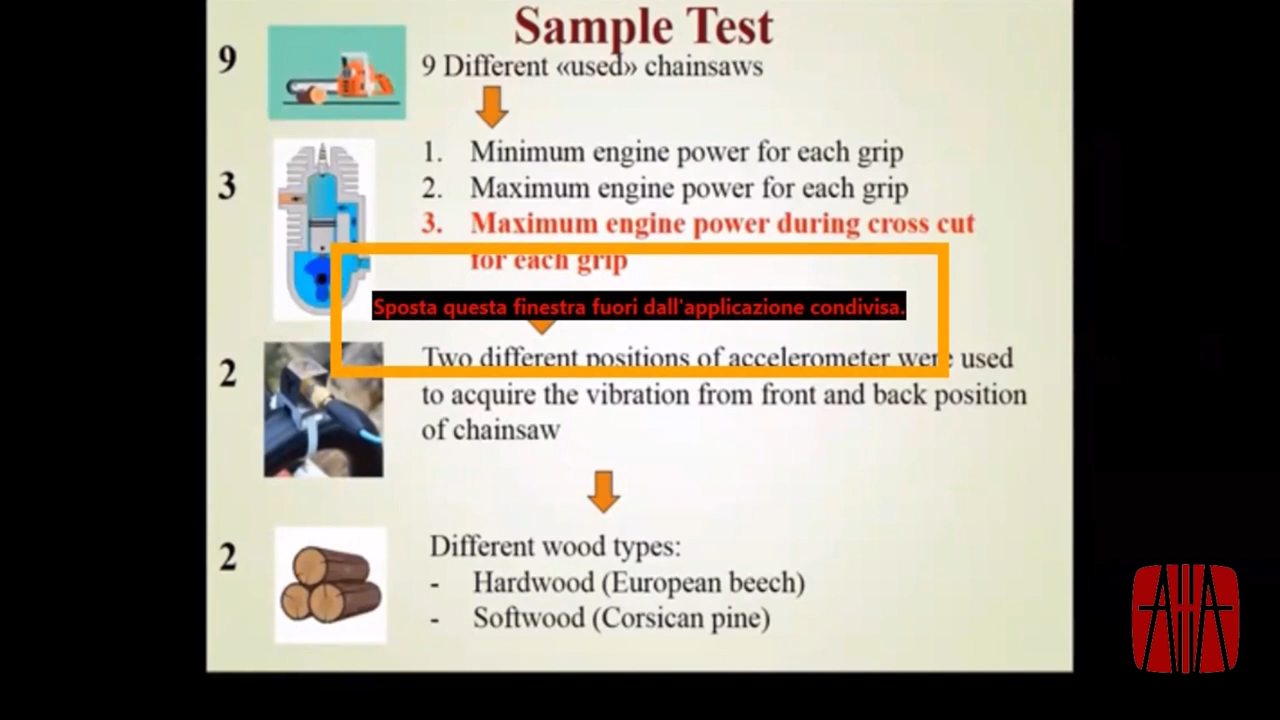 Sample Test
9
9 Different «used» chainsaws
3
1. Minimum engine power for each grip
2. Maximum engine power for each grip
3. Maximum engine power during cross cut
for each grip
Sposta questa finestra fuori dall'applicazione condivisa.
2
Two different positions of accelerometer were used
to acquire the vibration from front and back position
of chainsaw
2
Different wood types:
- Hardwood (European beech)
- Softwood (Corsican pine)
AIHA